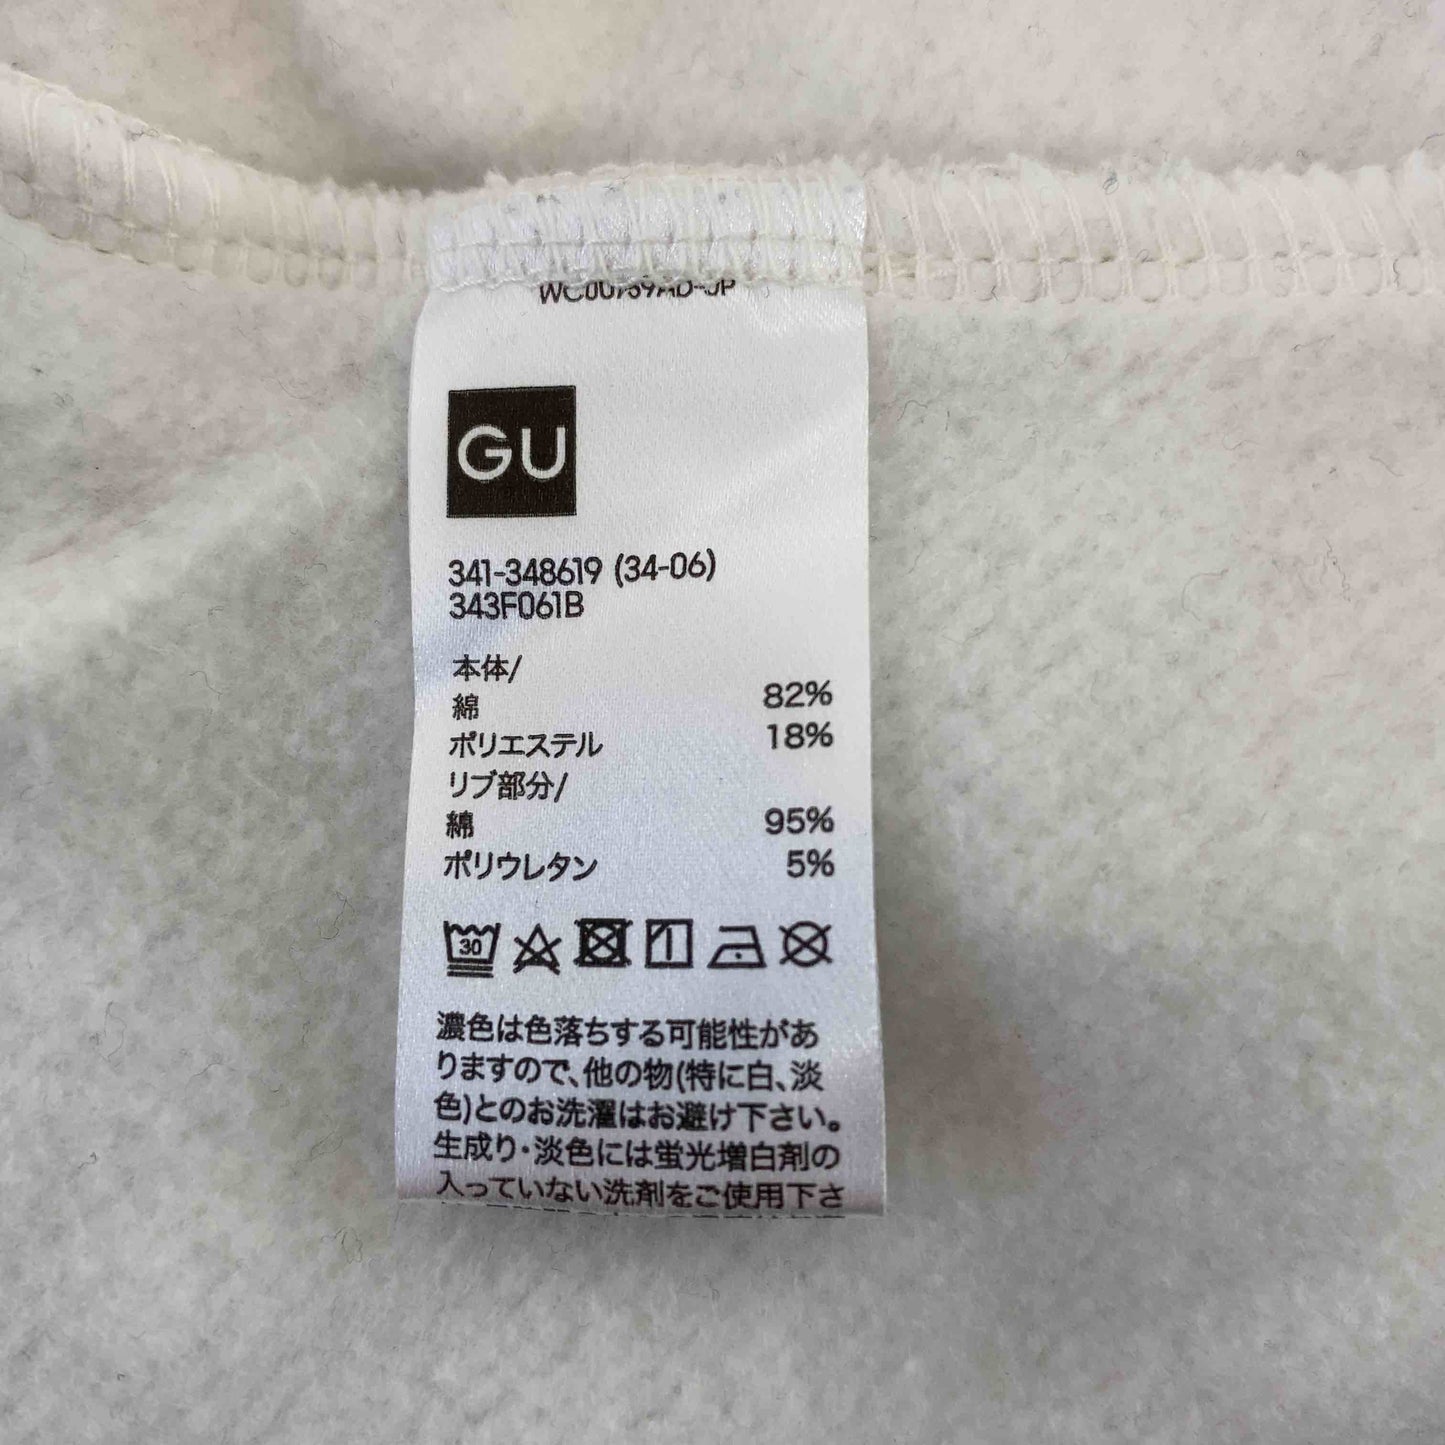 GU
341-348619 (34-06)
343F061B
本体/
綿 82%
ポリエステル 18%
リブ部分/
綿 95%
ポリウレタン 5%
30
濃色は色落ちする可能性があ
りますので、他の物(特に白、淡
色)とのお洗濯はお避け下さい。
生成り・淡色には蛍光増白剤の
入っていない洗剤をご使用下さ